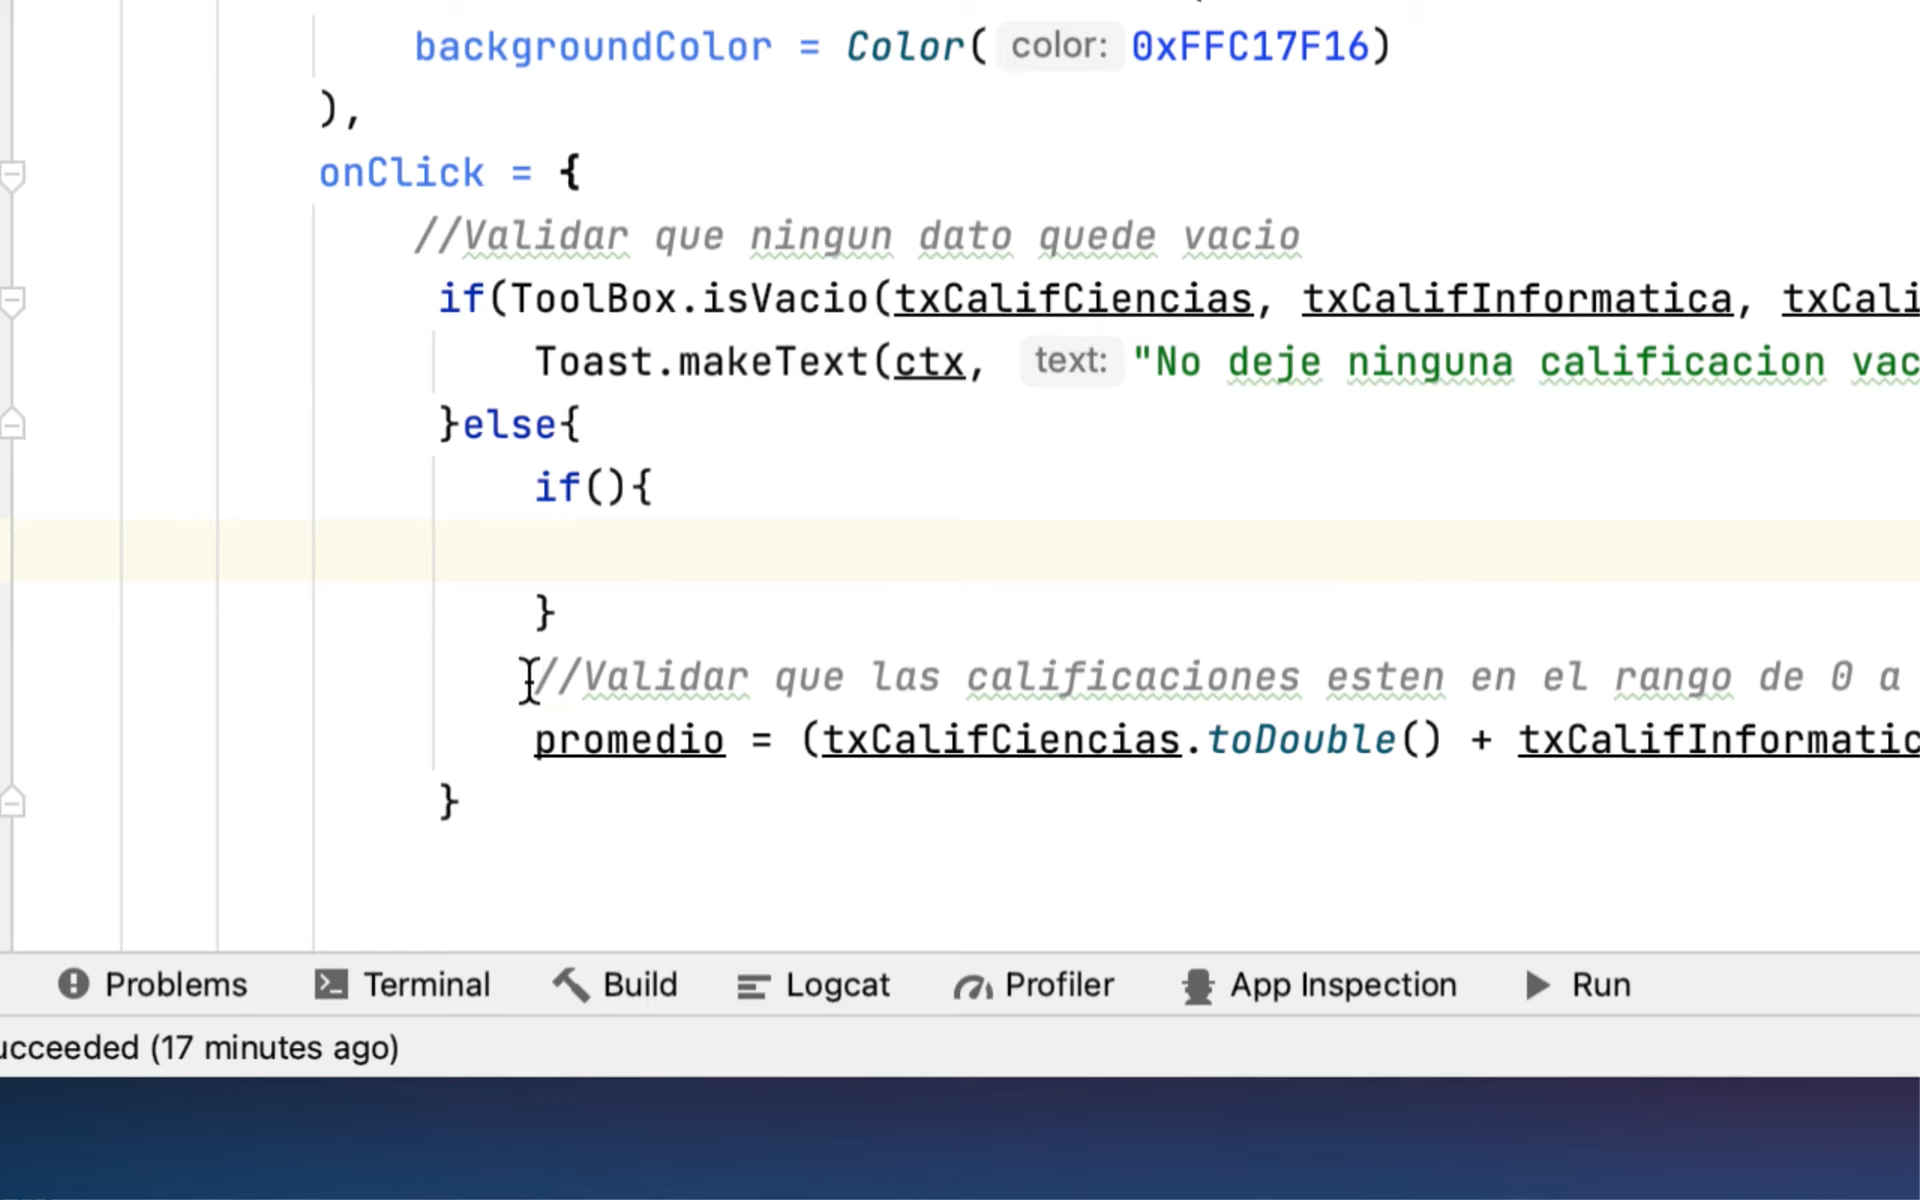 backgroundColor = Color( color: 0xFFC17F16)
),
onClick = {
//Validar que ningun dato quede vacio
if(ToolBox.isVacio(txCalifCiencias, txCalifInformatica, txCali
Toast.makeText(ctx, text: "No deje ninguna calificacion vac
}else{
if(){
}
//Validar que las calificaciones esten en el rango de 0 a
promedio = (txCalifCiencias.toDouble() + txCalifInformatic
}
Problems Terminal Build Logcat Profiler App Inspection Run
ucceeded (17 minutes ago)